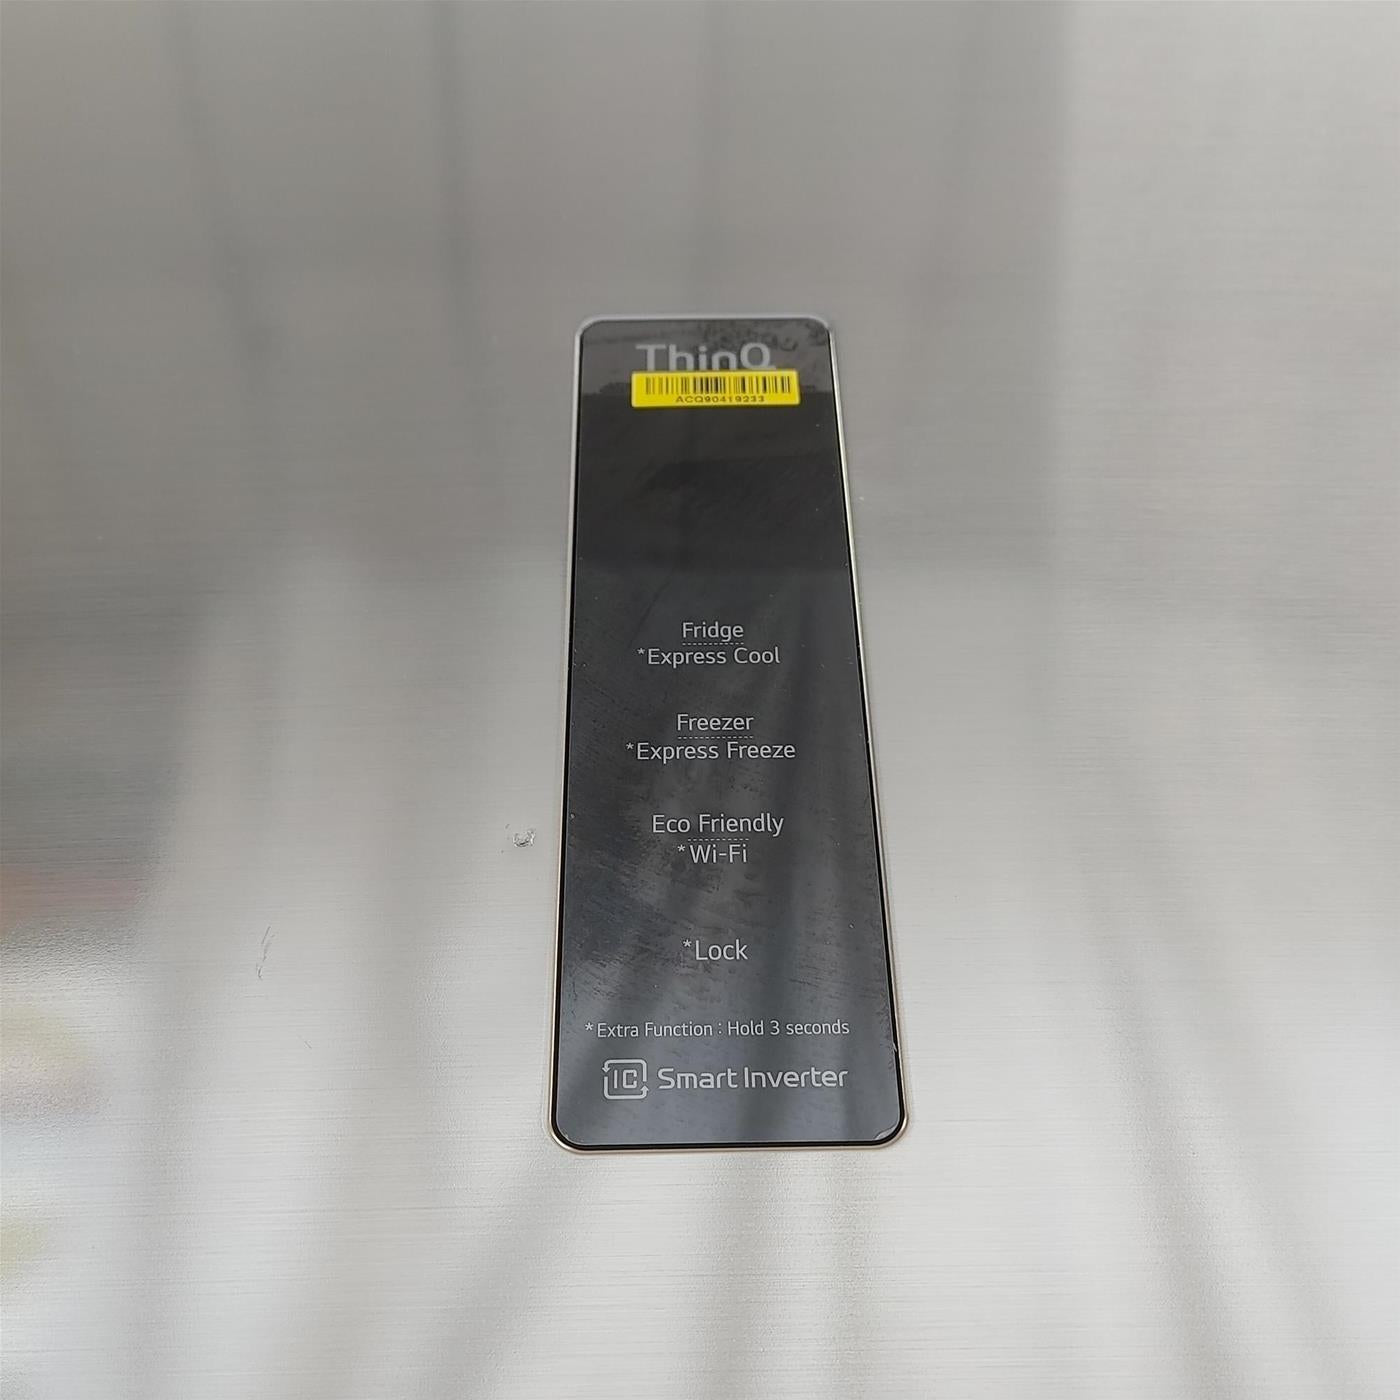 ThinQ
ACQ90419233
Fridge
*Express Cool
Freezer
*Express Freeze
Eco Friendly
*Wi-Fi
*Lock
*Extra Function : Hold 3 seconds
IC Smart Inverter